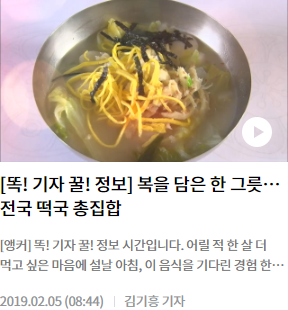 [똑! 기자 꿀! 정보] 복을 담은 한 그릇…
전국 떡국 총집합
[앵커] 똑! 기자 꿀! 정보 시간입니다. 어릴 적 한 살 더
먹고 싶은 마음에 설날 아침, 이 음식을 기다린 경험 한…
2019.02.05 (08:44) | 김기흥 기자